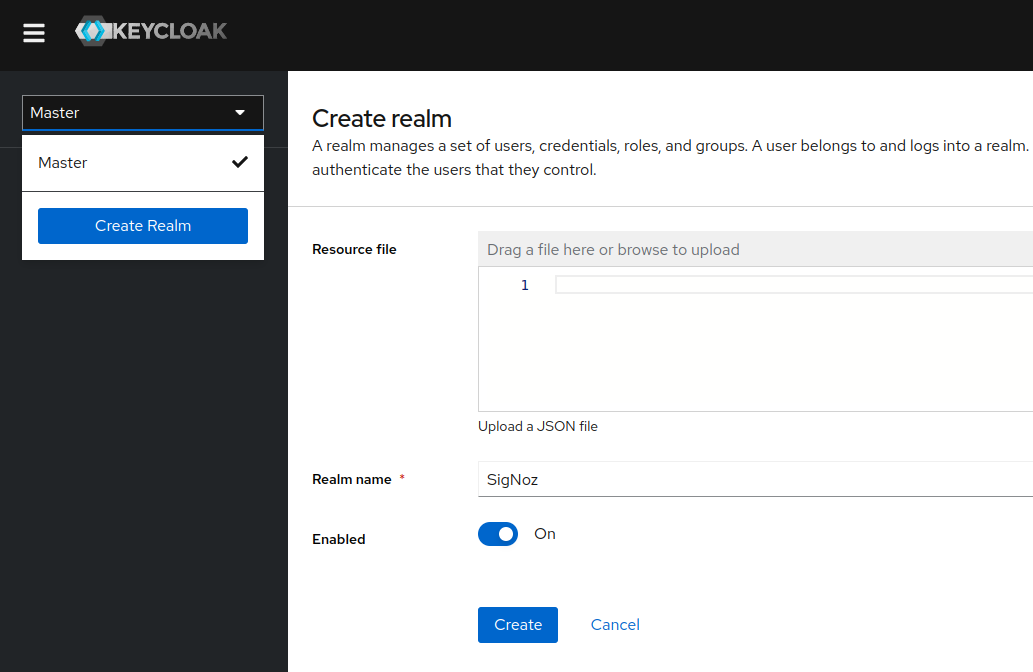 KEYCLOAK
Master
Master
Create Realm
Create realm
A realm manages a set of users, credentials, roles, and groups. A user belongs to and logs into a realm.
authenticate the users that they control.
Resource file
Drag a file here or browse to upload
1
Upload a JSON file
Realm name *
SigNoz
Enabled
On
Create
Cancel